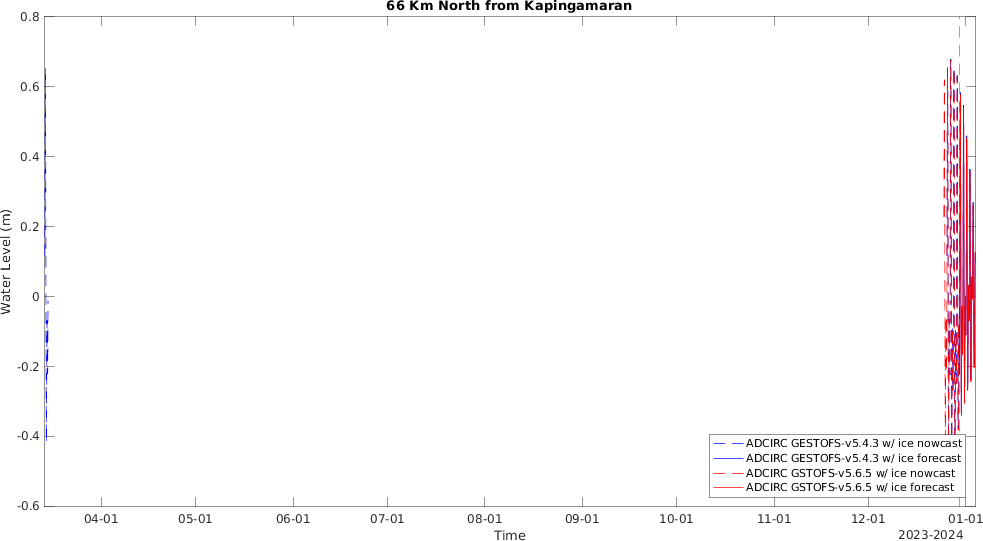 66 Km North from Kapingamaran
Water Level (m)
0.8
0.6
0.4
0.2
0
-0.2
-0.4
-0.6
04-01 05-01 06-01 07-01 08-01 09-01 10-01 11-01 12-01 01-01
Time
2023-2024
ADCIRC GESTOFS-v5.4.3 w/ ice nowcast
ADCIRC GESTOFS-v5.4.3 w/ ice forecast
ADCIRC GSTOFS-v5.6.5 w/ ice nowcast
ADCIRC GSTOFS-v5.6.5 w/ ice forecast